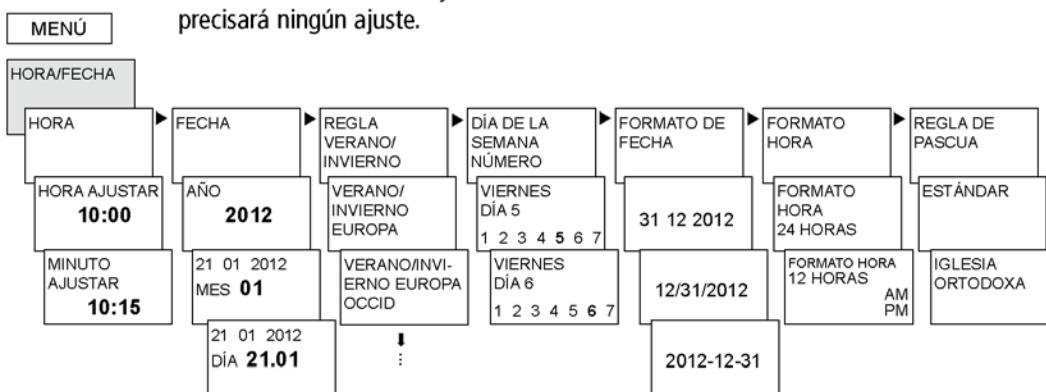 precisará ningún ajuste.
MENÚ
HORA/FECHA
HORA
HORA AJUSTAR
10:00
MINUTO
AJUSTAR
10:15
FECHA
AÑO
2012
21 01 2012
MES 01
21 01 2012
DÍA 21.01
REGLA
VERANO/
INVIERNO
VERANO/
INVIERNO
EUROPA
VERANO/INVI-
ERNO EUROPA
OCCID
DÍA DE LA
SEMANA
NÚMERO
VIERNES
DÍA 5
1 2 3 4 5 6 7
VIERNES
DÍA 6
1 2 3 4 5 6 7
FORMATO DE
FECHA
31 12 2012
12/31/2012
2012-12-31
FORMATO
HORA
FORMATO
HORA
24 HORAS
FORMATO HORA
12 HORAS
AM
PM
REGLA DE
PASCUA
ESTÁNDAR
IGLESIA
ORTODOXA